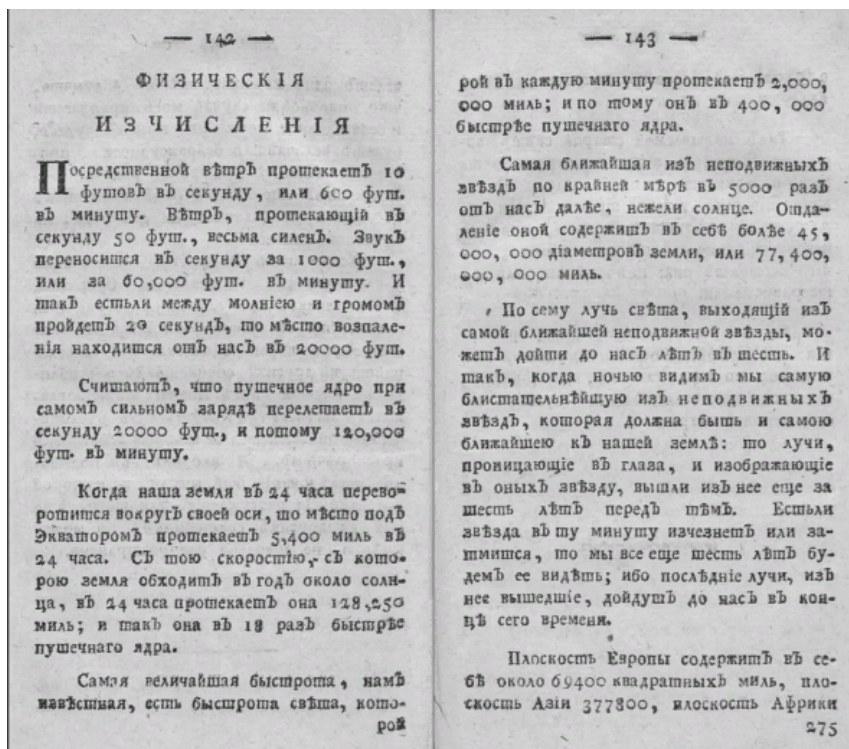 — 142 —
ФИЗИЧЕСКІЯ
ИЗЧИСЛЕНІЯ
Посредственной вѣтръ протекаетъ 10
футовъ въ секунду, или 600 фут.
въ минуту. Вѣтръ, протекающій въ
секунду 50 фут., весьма силенъ. Звукъ
переносится въ секунду за 1000 фут.,
или за 60,000 фут. въ минуту. И
такъ естьли между молніею и громомъ
пройдетъ 20 секундъ, то мѣсто возпале-
нія находится отъ насъ въ 20000 фут.
Считаютъ, что пушечное ядро при
самомъ сильномъ зарядѣ перелетаетъ въ
секунду 20000 фут., и потому 120,000
фут. въ минуту.
Когда наша земля въ 24 часа перево-
ротится вокругъ своей оси, то мѣсто подъ
Экваторомъ протекаетъ 5,400 миль въ
24 часа. Съ тою скоростію, съ кото-
рою земля обходитъ въ годъ около солн-
ца, въ 24 часа протекаетъ она 128,250
миль; и такъ она въ 18 разъ быстрѣе
пушечнаго ядра.
Самая величайшая быстрота, намъ
извѣстная, есть быстрота свѣта, кото-
рой
— 143 —
рой въ каждую минуту протекаетъ 2,000,
000 миль; и по тому онъ въ 400, 000
быстрѣе пушечнаго ядра.
Самая ближайшая изъ неподвижныхъ
звѣздъ по крайней мѣрѣ въ 5000 разъ
отъ насъ далѣе, нежели солнце. Отда-
леніе оной содержитъ въ себѣ болѣе 45,
000, 000 діаметровъ земли, или 77, 400,
000, 000 миль.
По сему лучь свѣта, выходящій изъ
самой ближайшей неподвижной звѣзды, мо-
жетъ дойти до насъ лѣтъ въ шесть. И
такъ, когда ночью видимъ мы самую
блистательнѣйшую изъ неподвижныхъ
звѣздъ, которая должна быть и самою
ближайшею къ нашей землѣ: то лучи,
проницающіе въ глаза, и изображающіе
въ оныхъ звѣзду, вышли изъ нее еще за
шесть лѣтъ передъ тѣмъ. Естьли
звѣзда въ ту минуту изчезнетъ или за-
тмится, то мы все еще шесть лѣтъ бу-
демъ ее видѣть; ибо послѣдніе лучи, изъ
нее вышедшіе, дойдутъ до насъ въ кон-
цѣ сего времени.
Плоскость Европы содержитъ въ се-
бѣ около 69400 квадратныхъ миль, пло-
скость Азіи 377800, плоскость Африки
275